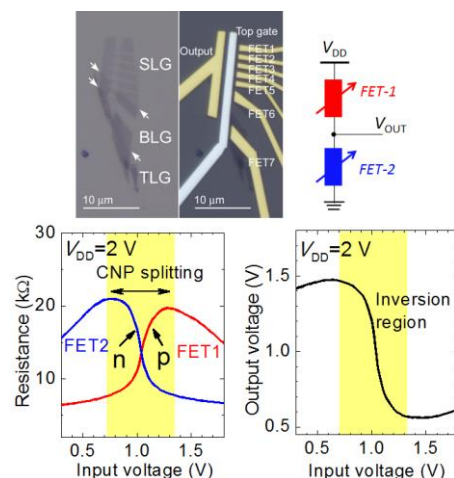 SLG
BLG
TLG
10 μm
Output
Top gate
FET1
FET2
FET3
FET4
FET5
FET6
FET7
10 μm
V_DD
FET-1
V_OUT
FET-2
V_DD=2 V
CNP splitting
n
p
FET2
FET1
Resistance (kΩ)
30
20
10
0.5
1.0
1.5
Input voltage (V)
V_DD=2 V
Inversion
region
Output voltage (V)
1.5
1.0
0.5
0.5
1.0
1.5
Input voltage (V)